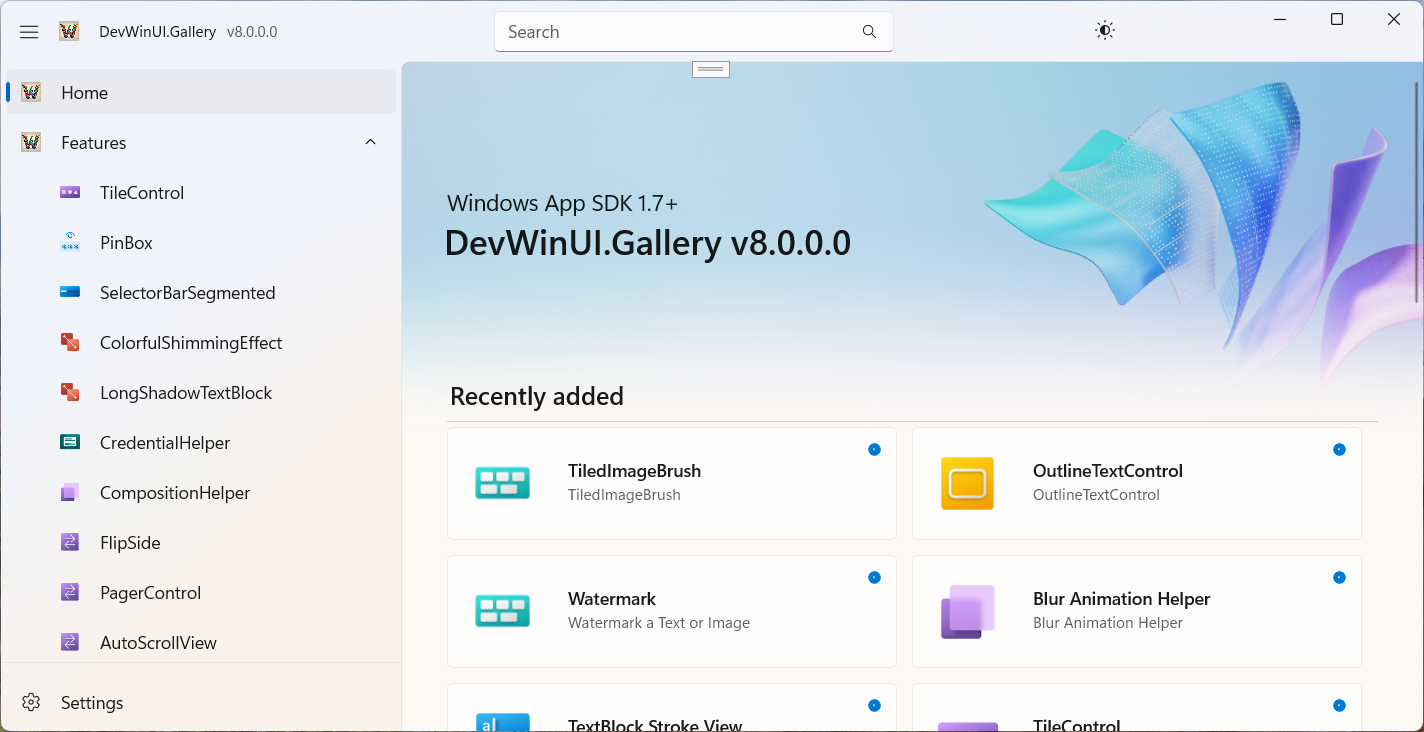 DevWinUI.Gallery v8.0.0.0
Search
Home
Features
TileControl
PinBox
SelectorBarSegmented
ColorfulShimmingEffect
LongShadowTextBlock
CredentialHelper
CompositionHelper
FlipSide
PagerControl
AutoScrollView
Settings
Windows App SDK 1.7+
DevWinUI.Gallery v8.0.0.0
Recently added
TiledImageBrush
TiledImageBrush
OutlineTextControl
OutlineTextControl
Watermark
Watermark a Text or Image
Blur Animation Helper
Blur Animation Helper
TextBlock Stroke View
TileControl